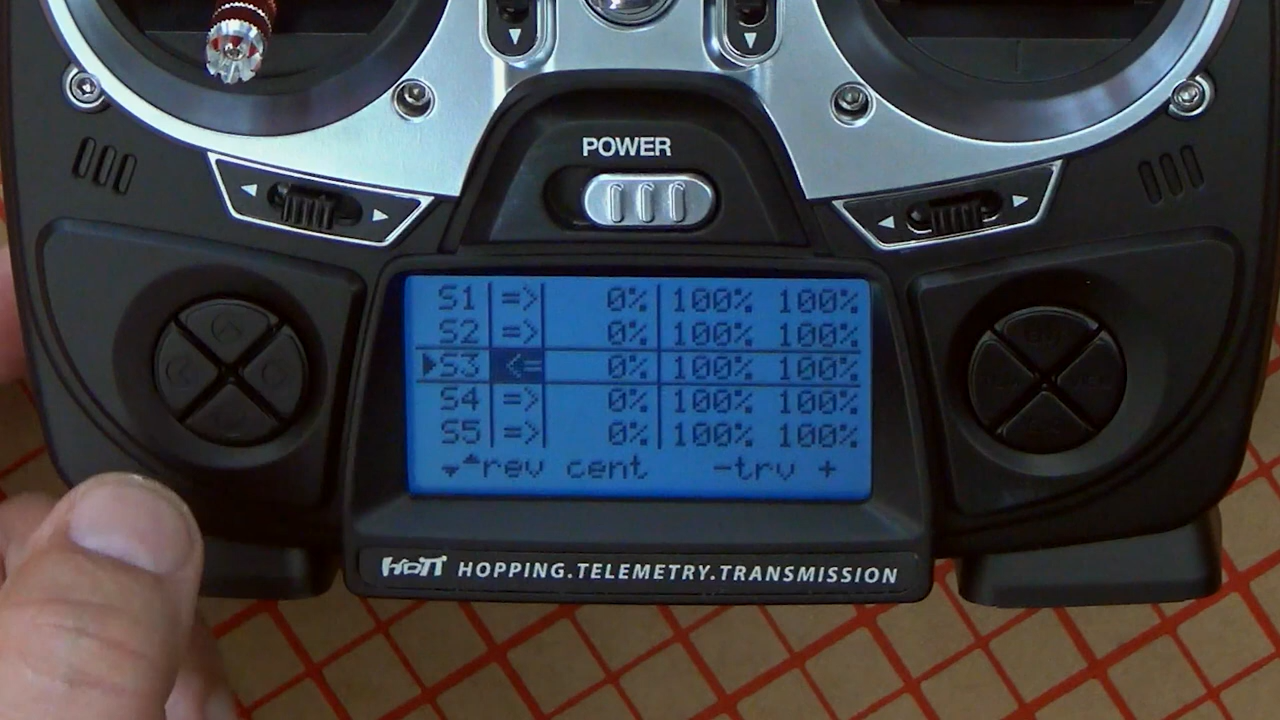 POWER
S1 => 0% 100% 100%
S2 => 0% 100% 100%
►S3 <= 0% 100% 100%
S4 => 0% 100% 100%
S5 => 0% 100% 100%
rev cent -trv +
HoTT HOPPING.TELEMETRY.TRANSMISSION